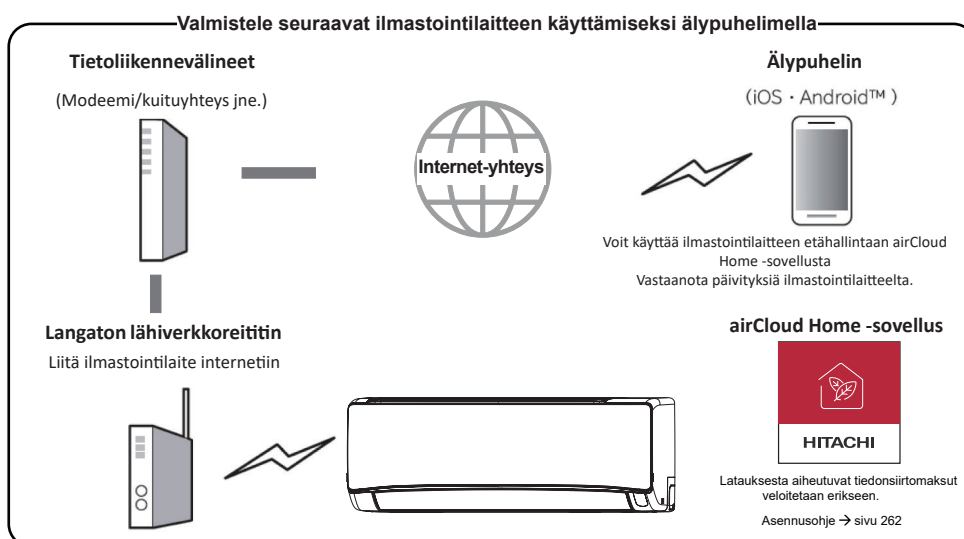 Valmistele seuraavat ilmastointilaitteen käyttämiseksi älypuhelimella
Tietoliikennevälineet
(Modeemi/kuituyhteys jne.)
Internet-yhteys
Älypuhelin
(iOS・Android™ )
Voit käyttää ilmastointilaitteen etähallintaan airCloud
Home -sovellusta
Vastaanota päivityksiä ilmastointilaitteelta.
Langaton lähiverkkoreititin
Liitä ilmastointilaite internetiin
airCloud Home -sovellus
HITACHI
Latauksesta aiheutuvat tiedonsiirtomaksut
veloitetaan erikseen.
Asennusohje → sivu 262